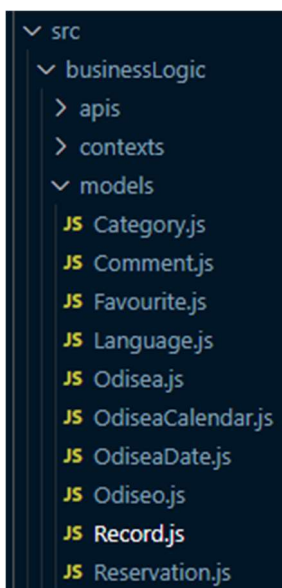 src
businessLogic
apis
contexts
models
JS Category.js
JS Comment.js
JS Favourite.js
JS Language.js
JS Odisea.js
JS OdiseaCalendar.js
JS OdiseaDate.js
JS Odiseo.js
JS Record.js
JS Reservation.js